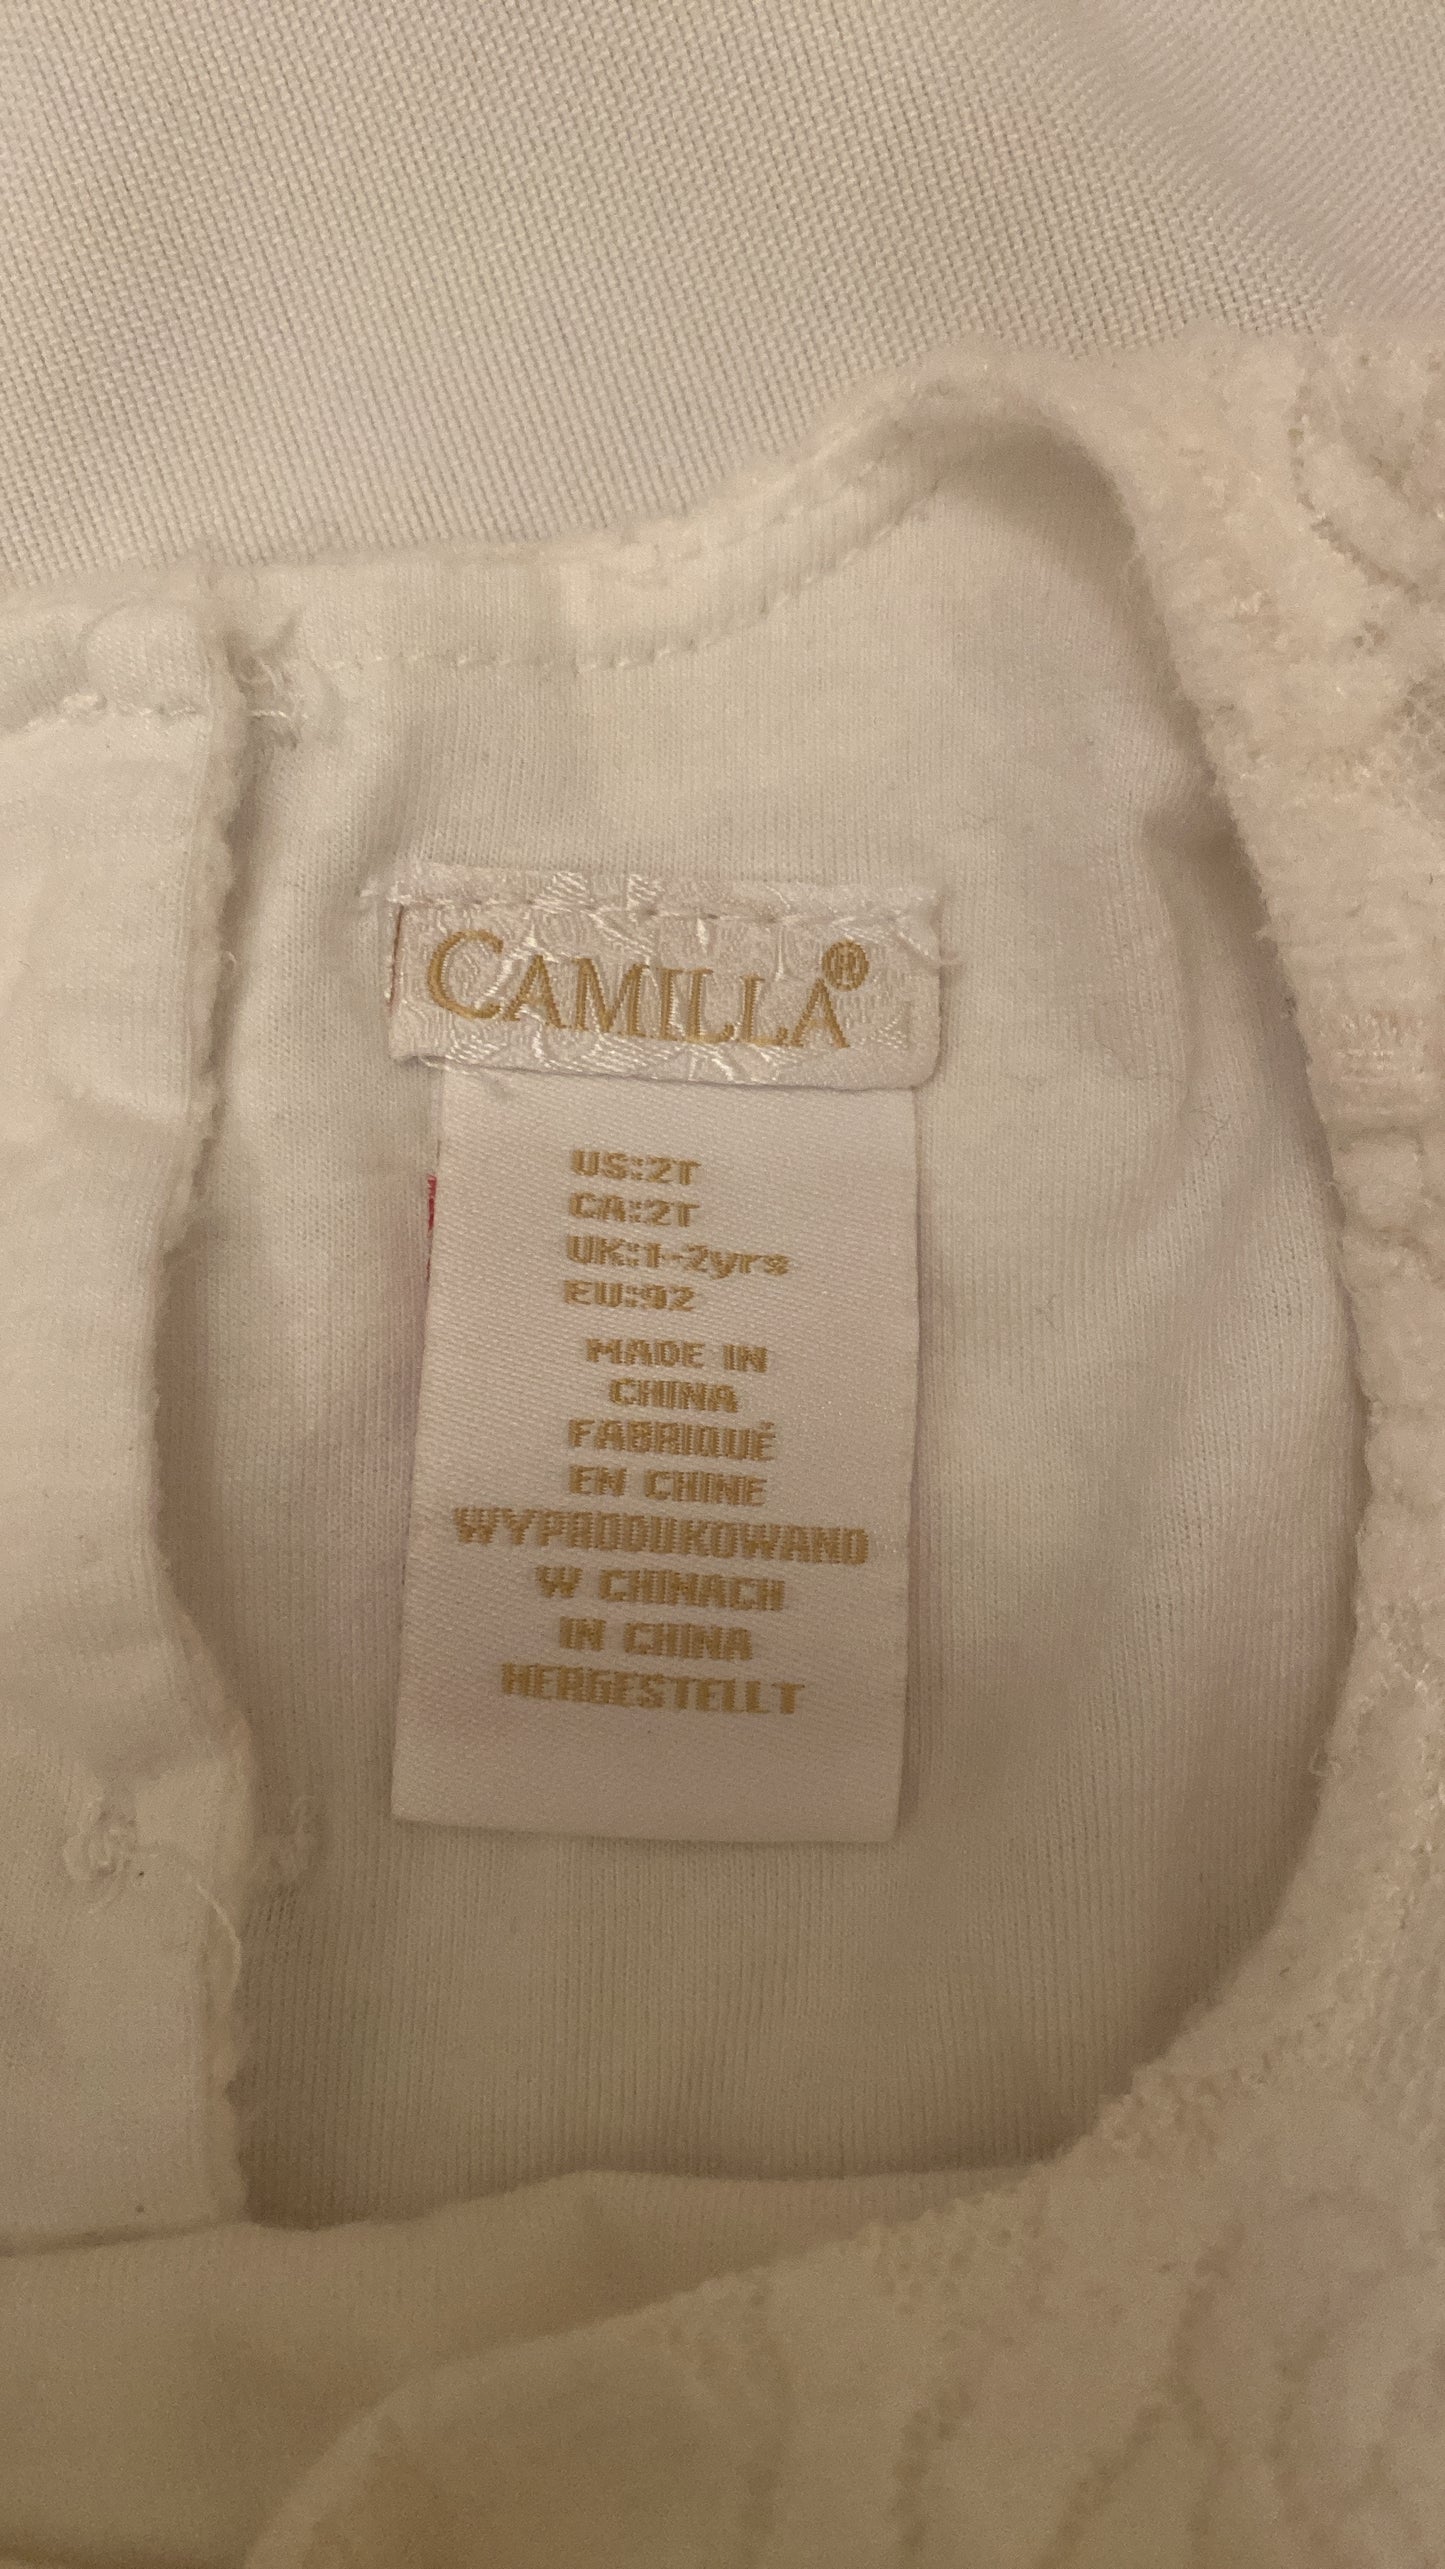 CAMILLA®
US:2T
CA:2T
UK:1-2yrs
EU:92
MADE IN
CHINA
FABRIQUÉ
EN CHINE
WYPRODUKOWANO
W CHINACH
IN CHINA
HERGESTELLT